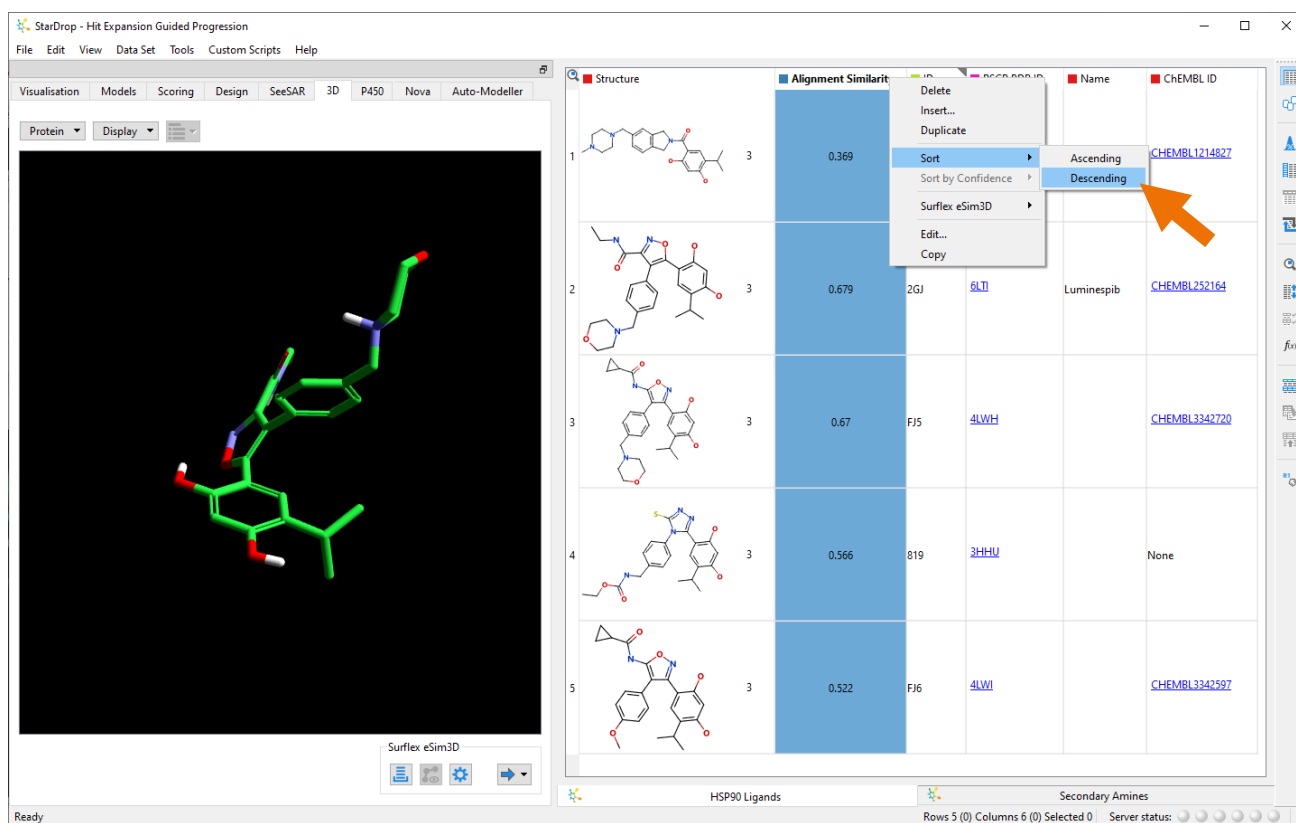 StarDrop - Hit Expansion Guided Progression
File Edit View Data Set Tools Custom Scripts Help
Visualisation Models Scoring Design SeeSAR 3D P450 Nova Auto-Modeller
Protein Display
Structure Alignment Similarit ID Name ChEMBL ID
Delete
Insert...
Duplicate
Sort
Sort by Confidence
Surflex eSim3D
Edit...
Copy
Ascending
Descending
1 3 0.369 CHEMBL1214827
2 3 0.679 2GJ 6LTI Luminespib CHEMBL252164
3 3 0.67 FJ5 4LWH CHEMBL3342720
4 3 0.566 819 3HHU None
5 3 0.522 FJ6 4LWI CHEMBL3342597
Surflex eSim3D
HSP90 Ligands Secondary Amines
Ready Rows 5 (0) Columns 6 (0) Selected 0 Server status: